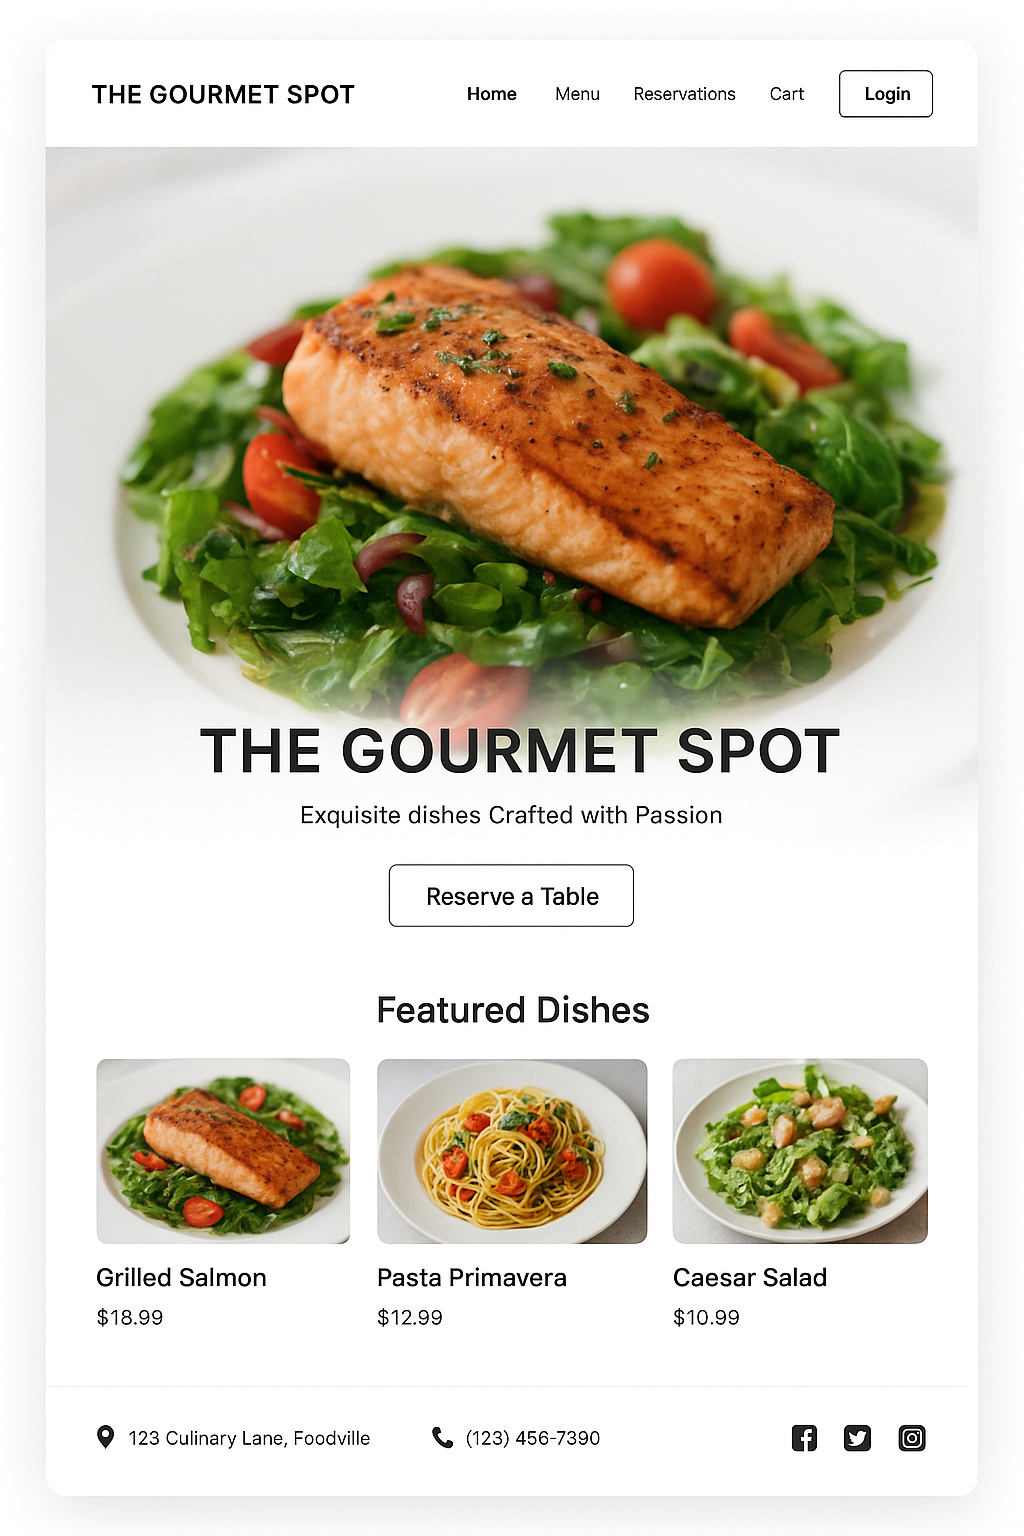 THE GOURMET SPOT
Home Menu Reservations Cart Login
THE GOURMET SPOT
Exquisite dishes Crafted with Passion
Reserve a Table
Featured Dishes
Grilled Salmon
$18.99
Pasta Primavera
$12.99
Caesar Salad
$10.99
123 Culinary Lane, Foodville
(123) 456-7390